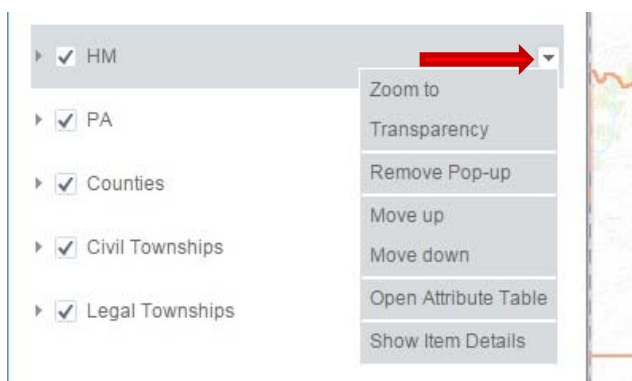 HM
Zoom to
PA
Transparency
Remove Pop-up
Counties
Move up
Civil Townships
Move down
Open Attribute Table
Legal Townships
Show Item Details